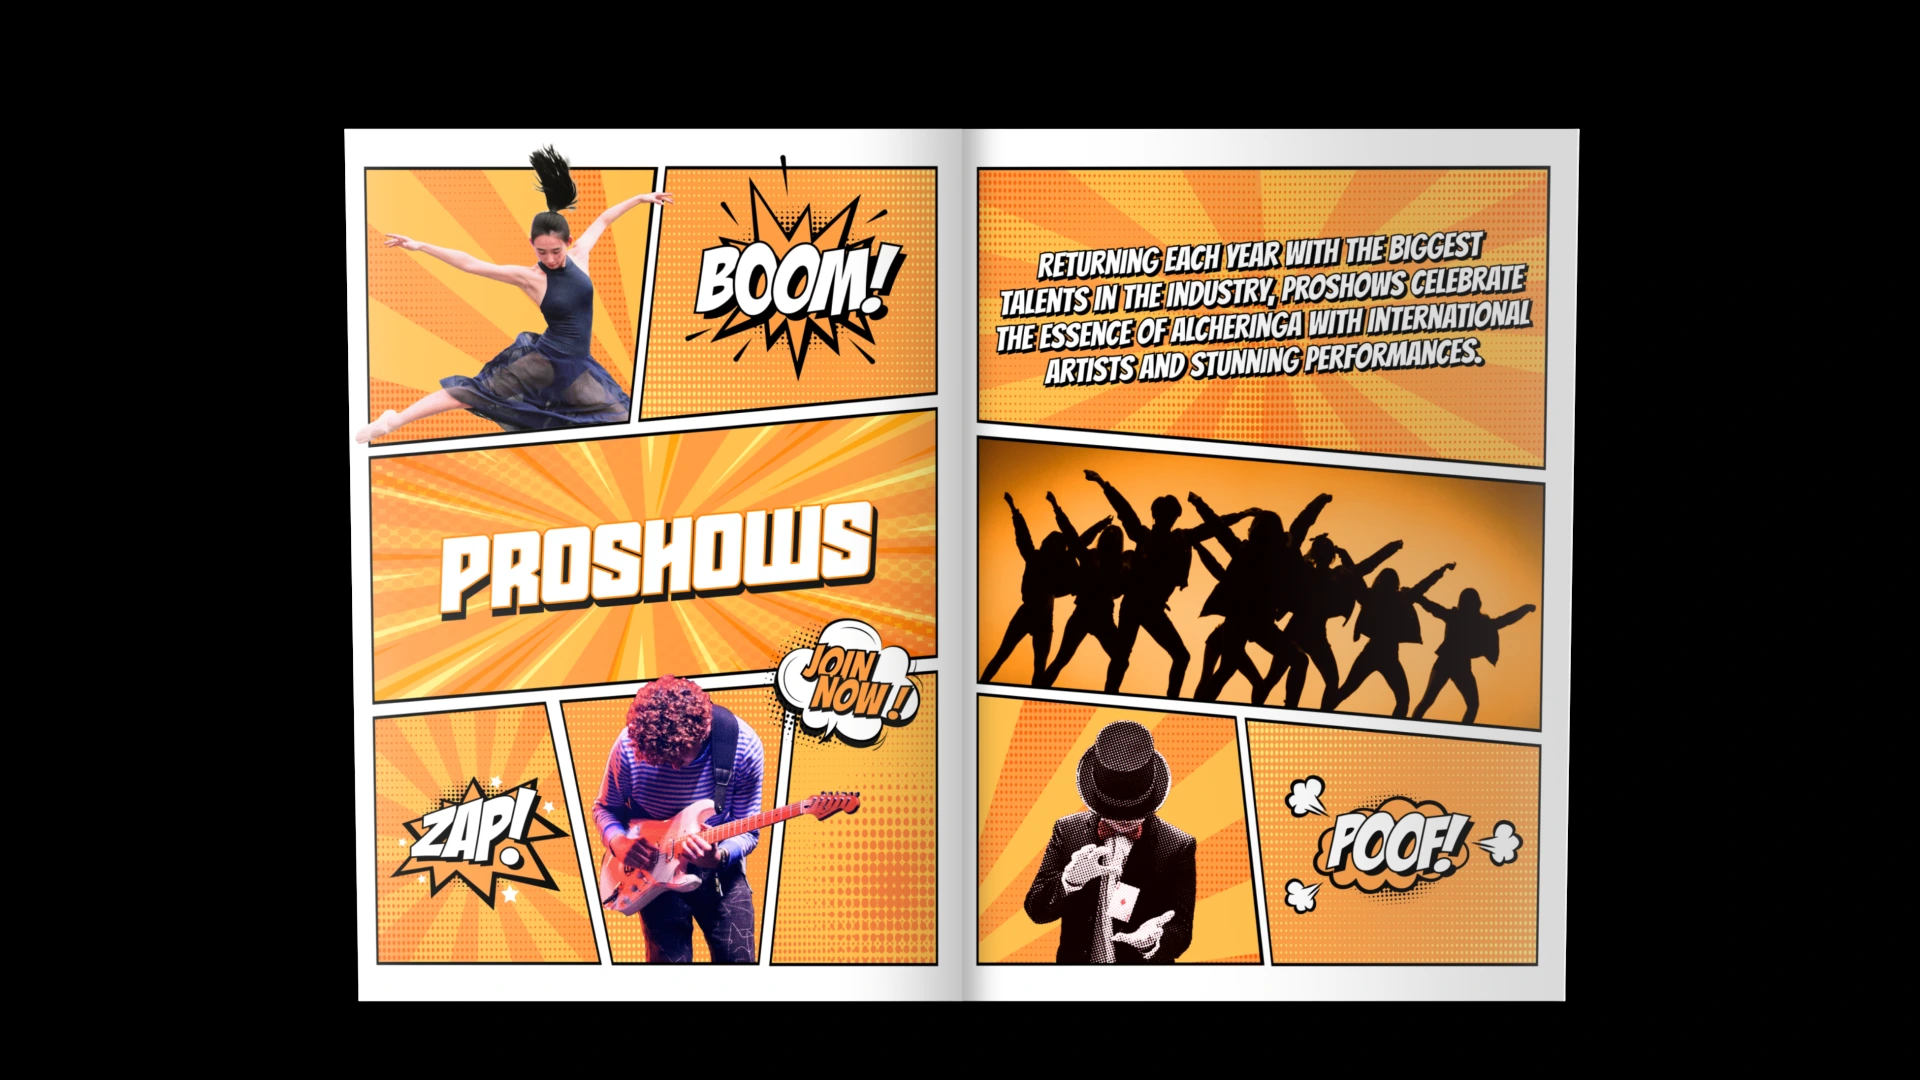 BOOM!
PROSHOWS
JOIN
NOW!
ZAP!
RETURNING EACH YEAR WITH THE BIGGEST
TALENTS IN THE INDUSTRY, PROSHOWS CELEBRATE
THE ESSENCE OF ALCHERINGA WITH INTERNATIONAL
ARTISTS AND STUNNING PERFORMANCES.
POOF!